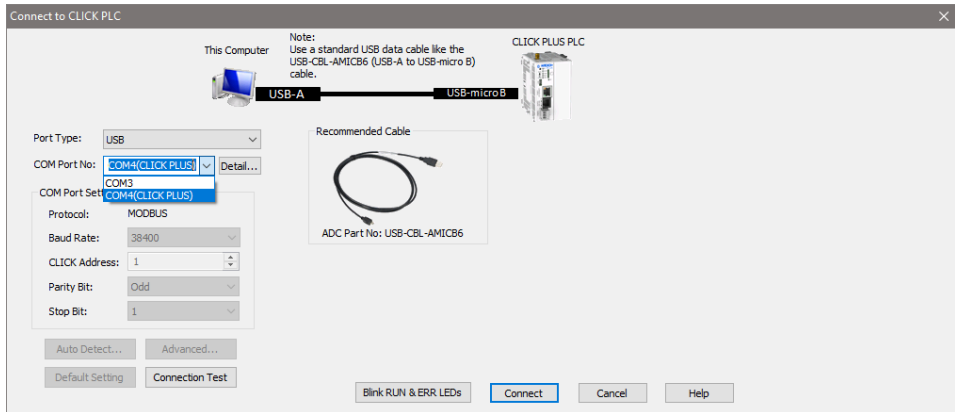 Connect to CLICK PLC
This Computer
Note:
Use a standard USB data cable like the
USB-CBL-AMICB6 (USB-A to USB-micro B)
cable.
CLICK PLUS PLC
USB-A
USB-micro B
Port Type:
USB
COM Port No:
COM4(CLICK PLUS)
Detail...
COM3
COM4(CLICK PLUS)
COM Port Set
Protocol:
MODBUS
Baud Rate:
38400
CLICK Address:
1
Parity Bit:
Odd
Stop Bit:
1
Recommended Cable
ADC Part No: USB-CBL-AMICB6
Auto Detect...
Advanced...
Default Setting
Connection Test
Blink RUN & ERR LEDs
Connect
Cancel
Help